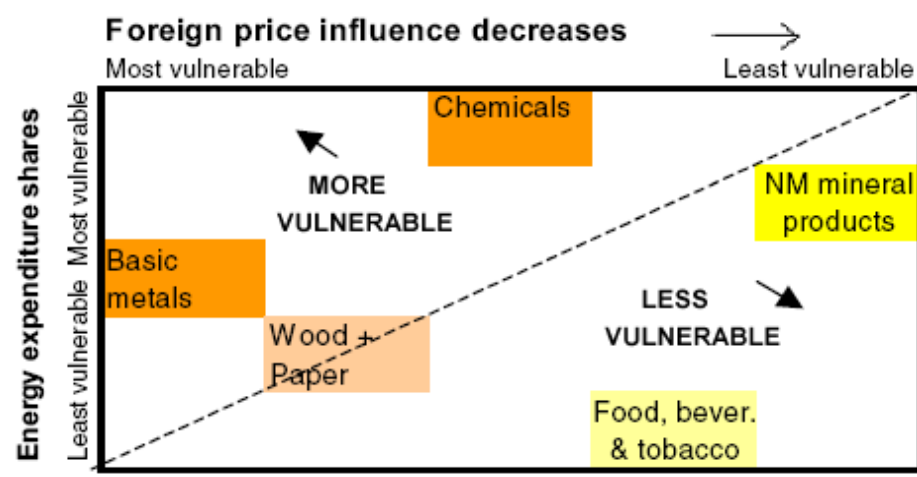 Foreign price influence decreases
Most vulnerable
Least vulnerable
Energy expenditure shares
Most vulnerable
Least vulnerable
Chemicals
MORE
VULNERABLE
NM mineral
products
Basic
metals
LESS
VULNERABLE
Wood +
Paper
Food, bever.
& tobacco